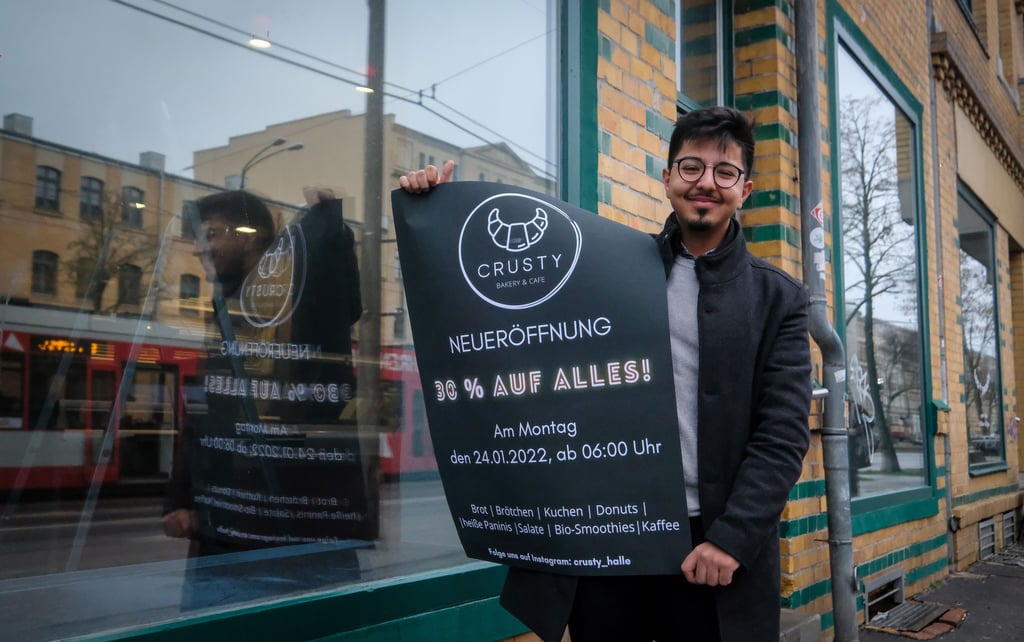 CRUSTY
BAKERY & CAFE
NEUERÖFFNUNG
30 % AUF ALLES!
Am Montag
den 24.01.2022, ab 06:00 Uhr
Brot | Brötchen | Kuchen | Donuts |
|heiße Paninis |Salate | Bio-Smoothies|Kaffee
Folge uns auf Instagram: crusty_halle